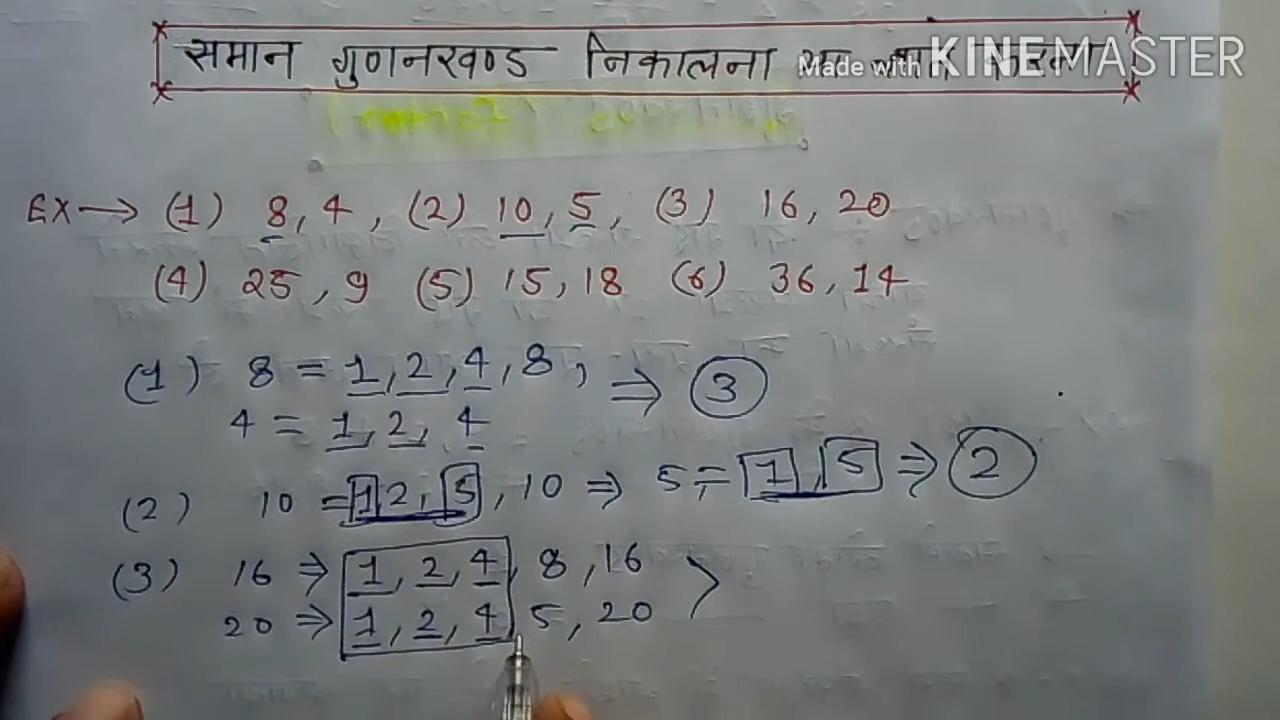 समान गुणनखण्ड निकालना
Made with KINEMASTER
EX → (1) 8, 4, (2) 10, 5, (3) 16, 20
(4) 25, 9 (5) 15, 18 (6) 36, 14
(1) 8 = 1, 2, 4, 8, ⇒ 3
4 = 1, 2, 4
(2) 10 = 1 2, 5, 10 ⇒ 5 = 1, 5 ⇒ 2
(3) 16 ⇒ 1, 2, 4, 8, 16 >
20 ⇒ 1, 2, 4, 5, 20